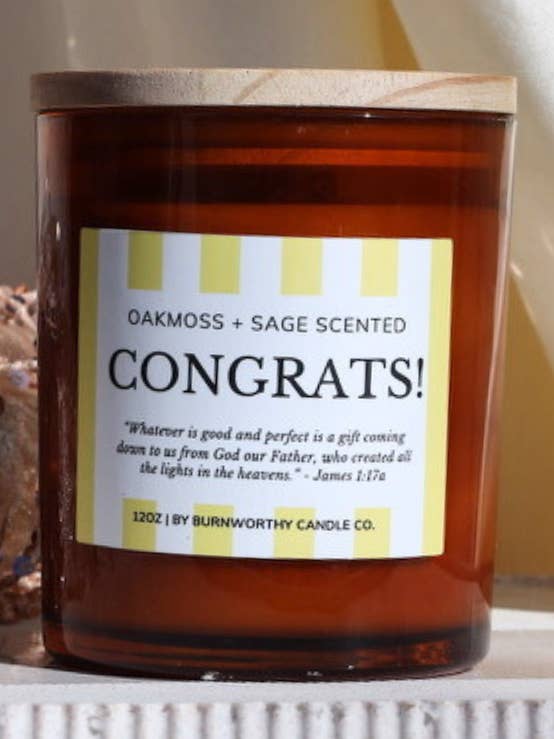 OAKMOSS + SAGE SCENTED
CONGRATS!
"Whatever is good and perfect is a gift coming
down to us from God our Father, who created all
the lights in the heavens." - James 1:17a
12OZ | BY BURNWORTHY CANDLE CO.